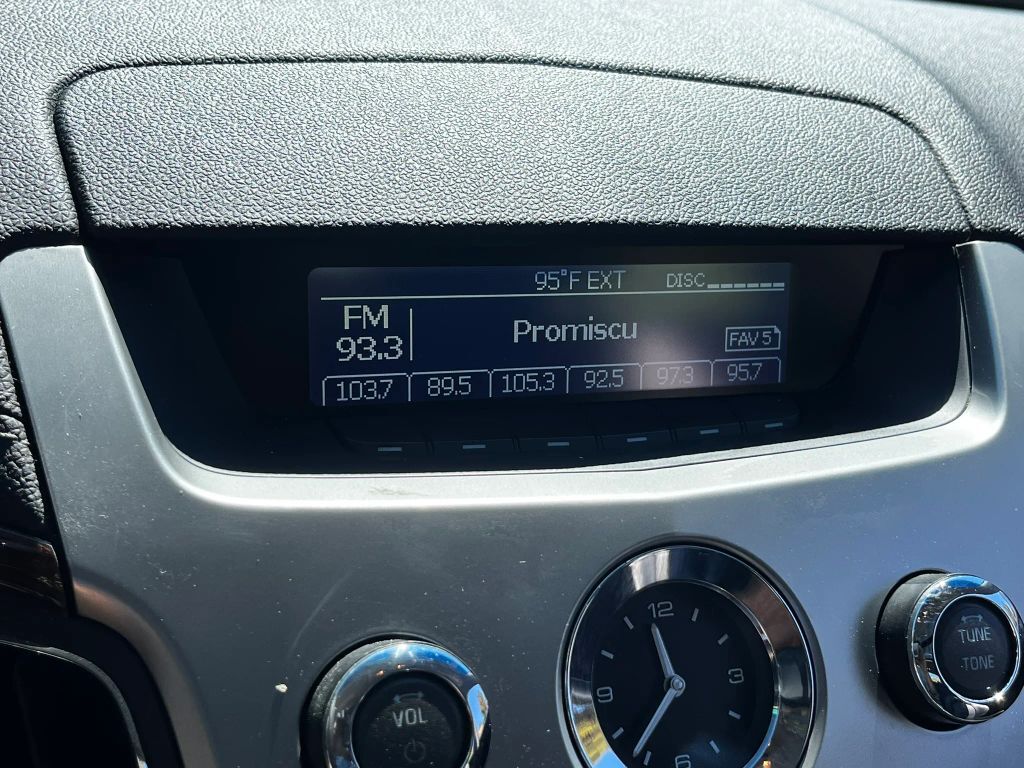 95°F EXT DISC
FM
93.3
Promiscu
FAV 5
103.7 89.5 105.3 92.5 97.3 95.7
12
3
6
9
VOL
TUNE
TONE